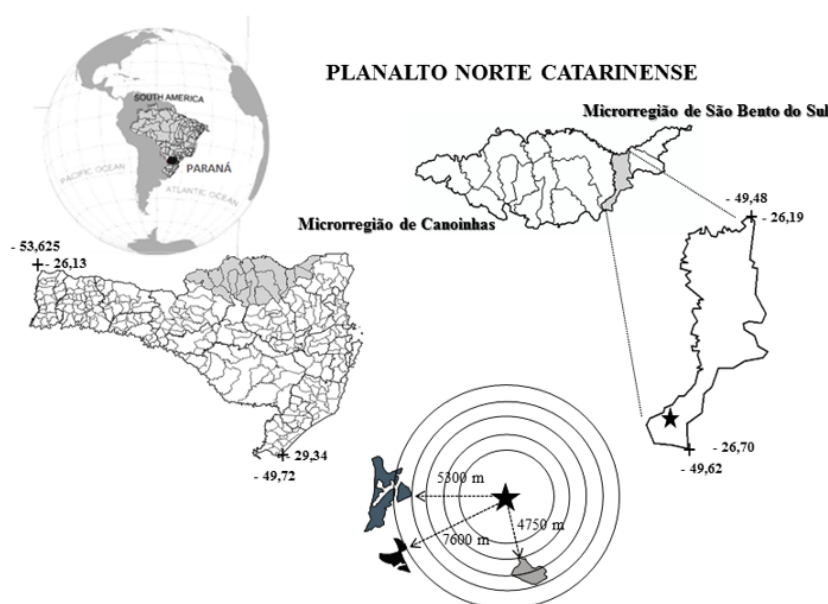 PLANALTO NORTE CATARINENSE
SOUTH AMERICA
PARANÁ
PACIFIC OCEAN
ATLANTIC OCEAN
Microrregião de São Bento do Sul
Microrregião de Canoinhas
- 49,48
- 26,19
- 53,625
- 26,13
- 29,34
- 49,72
- 26,70
- 49,62
5300 m
4750 m
7600 m